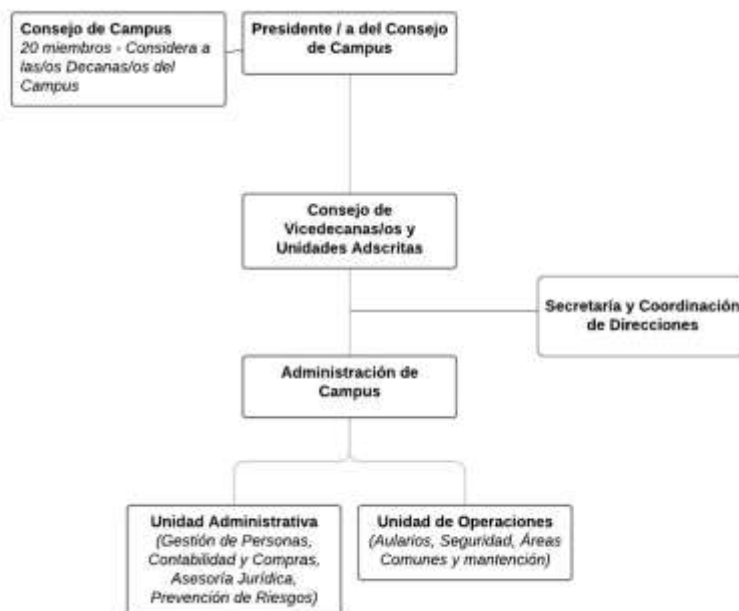 Consejo de Campus
20 miembros - Considera a
las/os Decanas/os del
Campus
Presidente / a del Consejo
de Campus
Consejo de
Vicedecanas/os y
Unidades Adscritas
Secretaría y Coordinación
de Direcciones
Administración de
Campus
Unidad Administrativa
(Gestión de Personas,
Contabilidad y Compras,
Asesoría Jurídica,
Prevención de Riesgos)
Unidad de Operaciones
(Aularios, Seguridad, Áreas
Comunes y mantención)